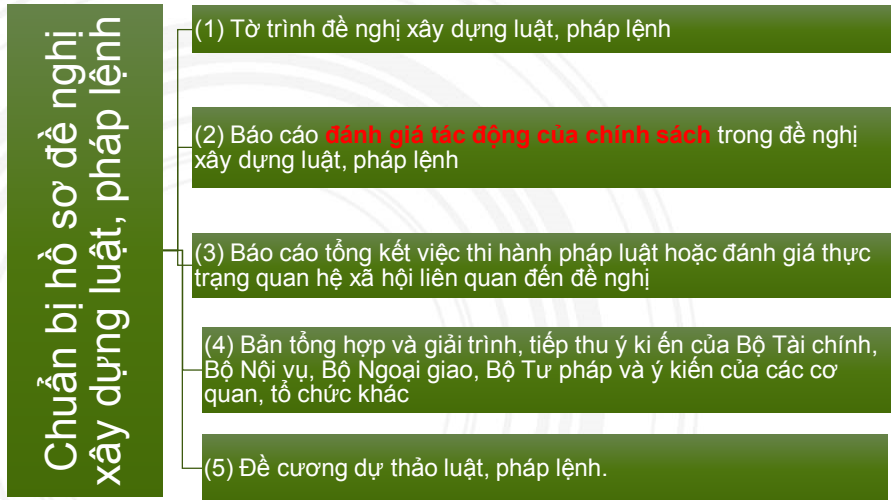 Chuẩn bị hồ sơ đề nghị
xây dựng luật, pháp lệnh
(1) Tờ trình đề nghị xây dựng luật, pháp lệnh
(2) Báo cáo đánh giá tác động của chính sách trong đề nghị
xây dựng luật, pháp lệnh
(3) Báo cáo tổng kết việc thi hành pháp luật hoặc đánh giá thực
trạng quan hệ xã hội liên quan đến đề nghị
(4) Bản tổng hợp và giải trình, tiếp thu ý ki ến của Bộ Tài chính,
Bộ Nội vụ, Bộ Ngoại giao, Bộ Tư pháp và ý kiến của các cơ
quan, tổ chức khác
(5) Đề cương dự thảo luật, pháp lệnh.